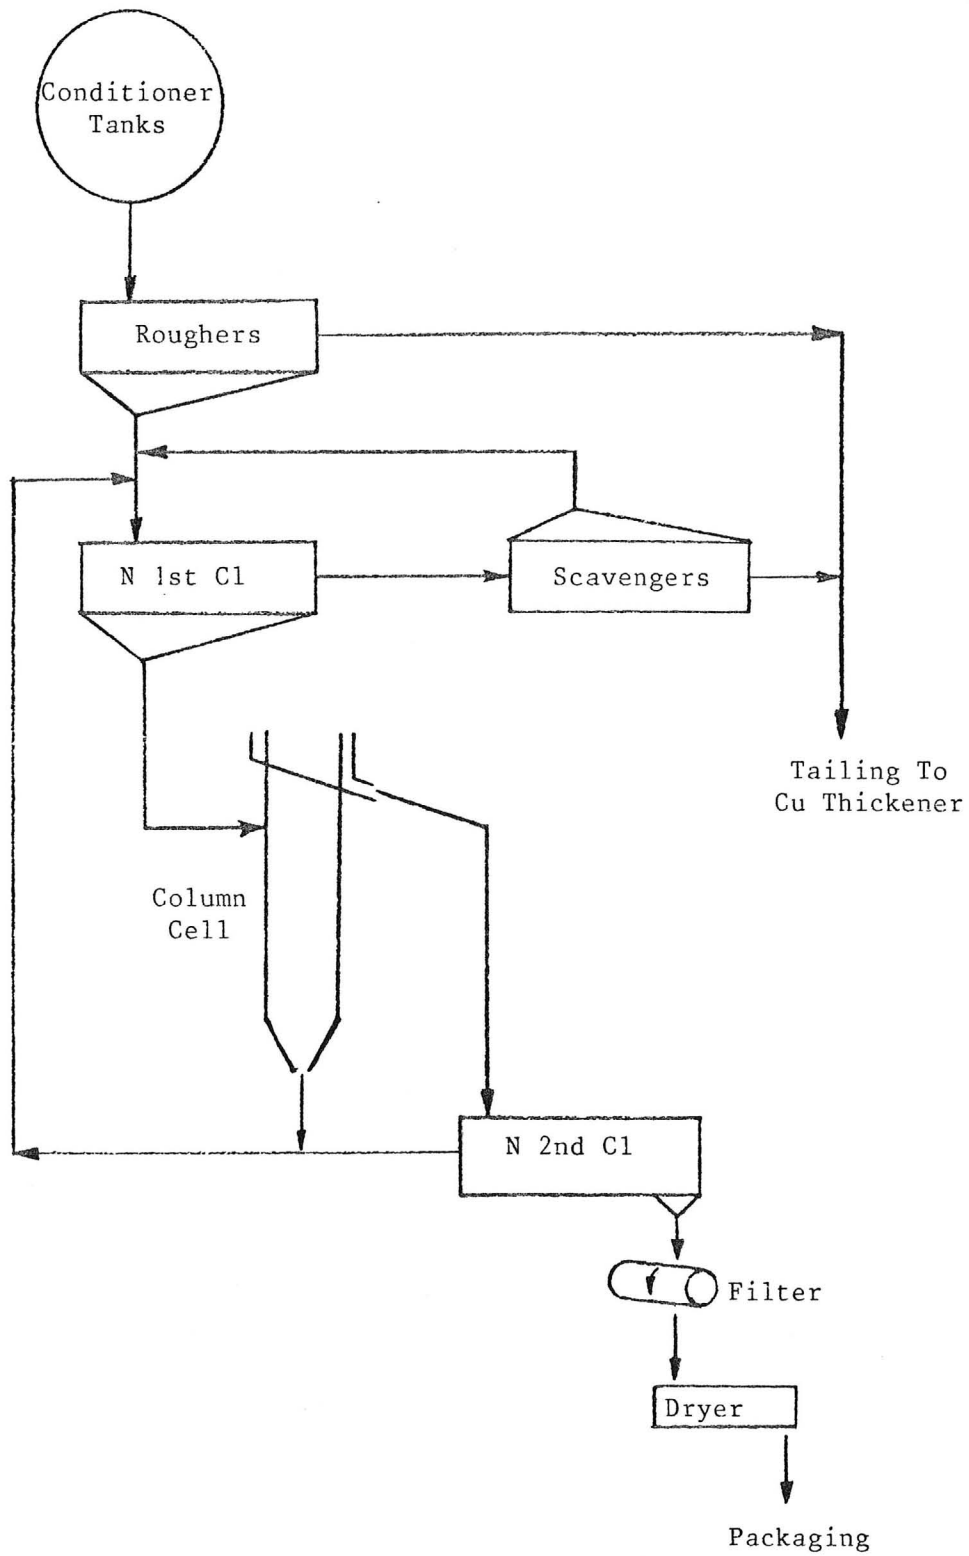 Conditioner
Tanks
Roughers
N 1st Cl
Scavengers
Tailing To
Cu Thickener
Column
Cell
N 2nd Cl
Filter
Dryer
Packaging